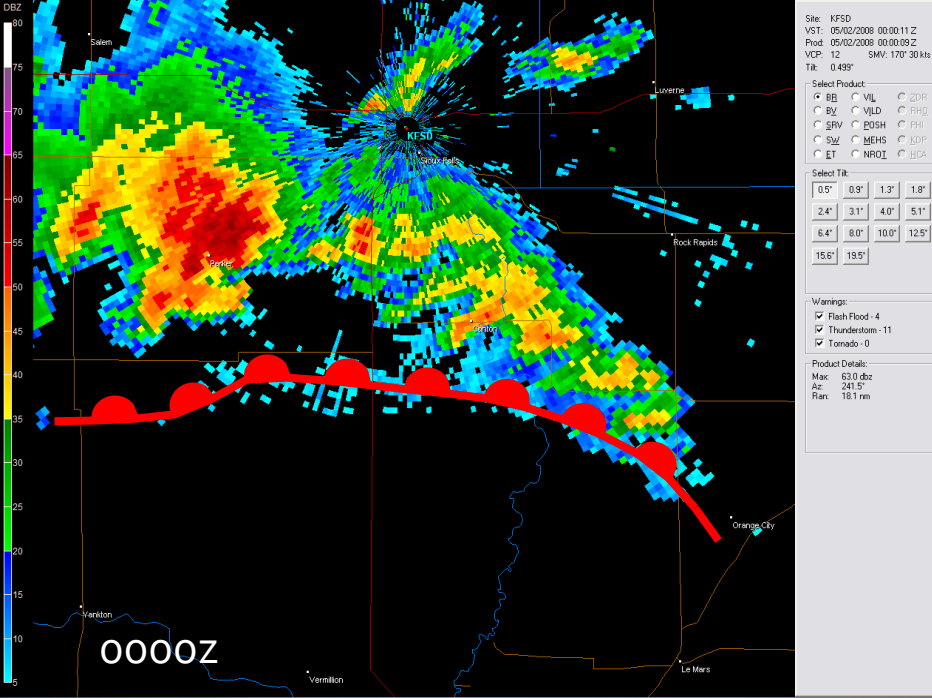 DBZ
80
75
70
65
60
55
50
45
40
35
30
25
20
15
10
5
Salem
Luverne
KFSD
Sioux Falls
Rock Rapids
Parker
Canton
Orange City
Yankton
0000Z
Vermillion
Le Mars
Site: KFSD
VST: 05/02/2008 00:00:11 Z
Prod: 05/02/2008 00:00:09 Z
VCP: 12 SMV: 170° 30 kts
Tilt: 0.499°
Select Product:
BR VIL ZDR
BV VILD RHO
SRV POSH PHI
SW MEHS KDP
ET NROT HCA
Select Tilt:
0.5° 0.9° 1.3° 1.8°
2.4° 3.1° 4.0° 5.1°
6.4° 8.0° 10.0° 12.5°
15.6° 19.5°
Warnings:
Flash Flood - 4
Thunderstorm - 11
Tornado - 0
Product Details:
Max: 63.0 dbz
Az: 241.5°
Ran: 18.1 nm